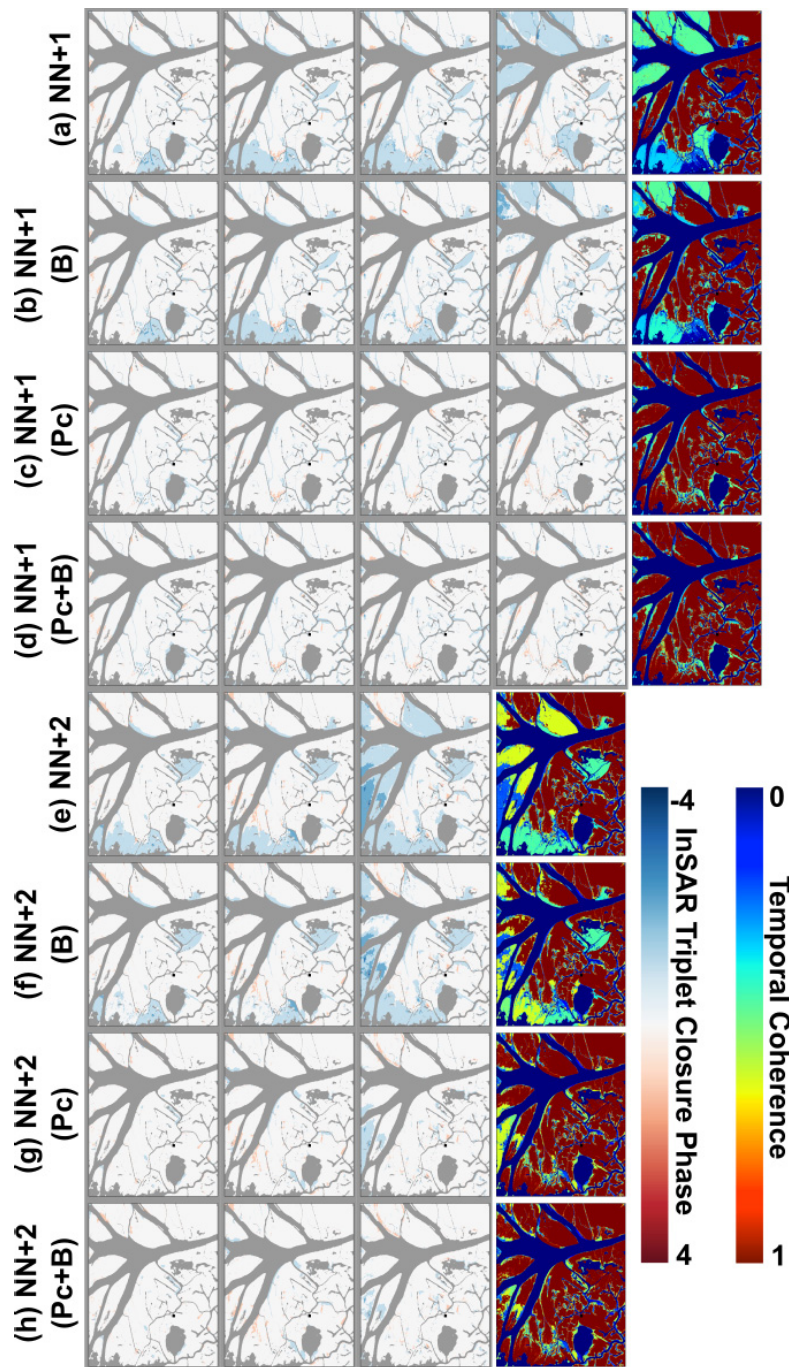 (a) NN+1
(b) NN+1
(B)
(c) NN+1
(Pc)
(d) NN+1
(Pc+B)
(e) NN+2
(f) NN+2
(B)
(g) NN+2
(Pc)
(h) NN+2
(Pc+B)
-4 InSAR Triplet Closure Phase 4
0 Temporal Coherence 1